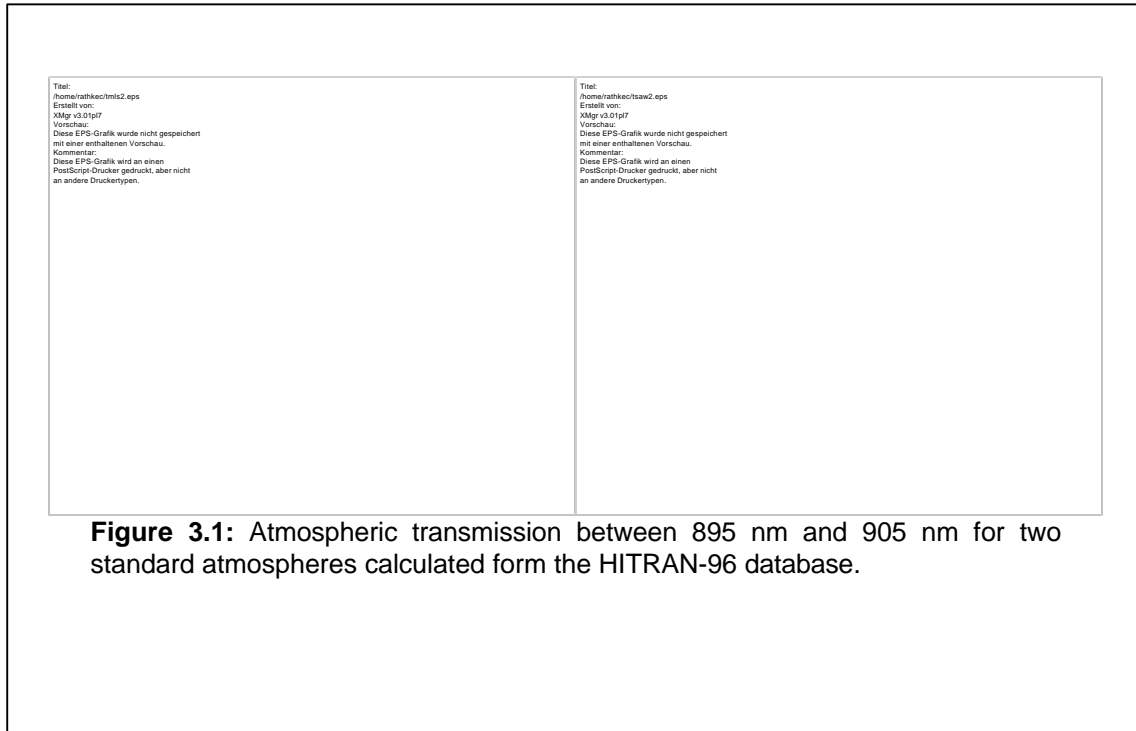 Titel:
/home/rathkec/tmls2.eps
Erstellt von:
XMgr v3.01pl7
Vorschau:
Diese EPS-Grafik wurde nicht gespeichert
mit einer enthaltenen Vorschau.
Kommentar:
Diese EPS-Grafik wird an einen
PostScript-Drucker gedruckt, aber nicht
an andere Druckertypen.
Titel:
/home/rathkec/tsaw2.eps
Erstellt von:
XMgr v3.01pl7
Vorschau:
Diese EPS-Grafik wurde nicht gespeichert
mit einer enthaltenen Vorschau.
Kommentar:
Diese EPS-Grafik wird an einen
PostScript-Drucker gedruckt, aber nicht
an andere Druckertypen.
Figure 3.1: Atmospheric transmission between 895 nm and 905 nm for two
standard atmospheres calculated form the HITRAN-96 database.